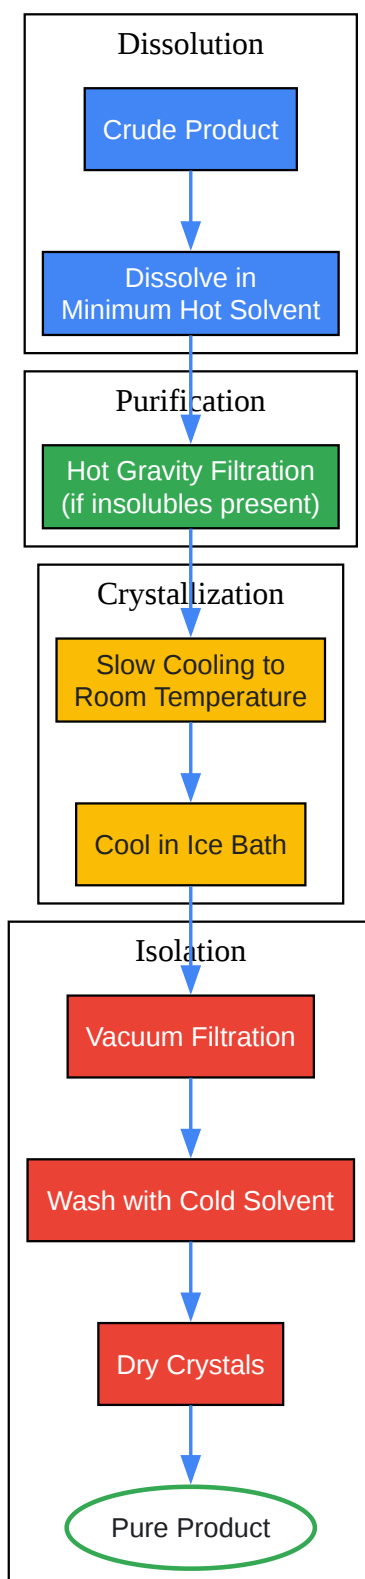 Dissolution
Crude Product
Dissolve in
Minimum Hot Solvent
Purification
Hot Gravity Filtration
(if insolubles present)
Crystallization
Slow Cooling to
Room Temperature
Cool in Ice Bath
Isolation
Vacuum Filtration
Wash with Cold Solvent
Dry Crystals
Pure Product